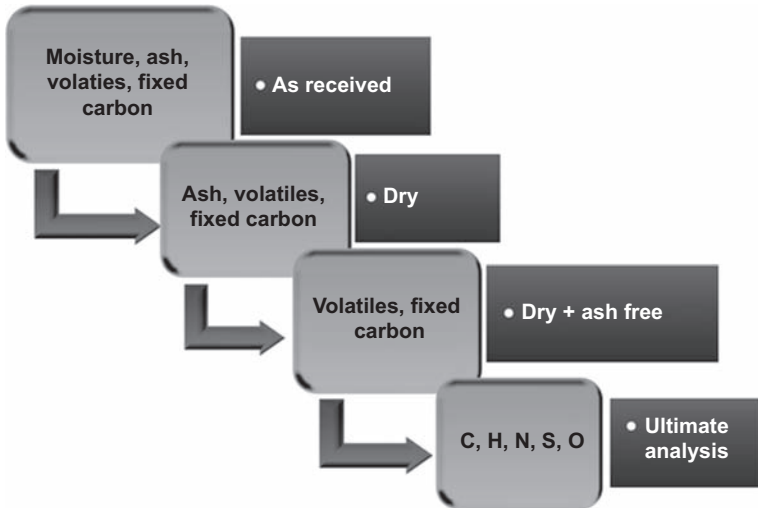 Moisture, ash,
volaties, fixed
carbon
• As received
Ash, volatiles,
fixed carbon
• Dry
Volatiles, fixed
carbon
• Dry + ash free
C, H, N, S, O
• Ultimate
analysis